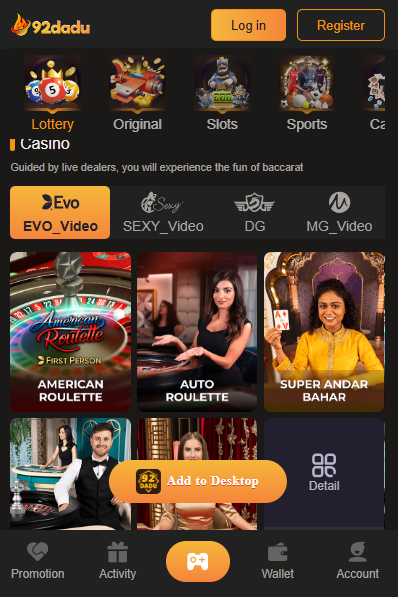 92dadu
Log in
Register
Lottery
Original
Slots
Sports
Ca
Casino
Guided by live dealers, you will experience the fun of baccarat
Evo
EVO_Video
Sexy
SEXY_Video
DG
DG
MG_Video
American
Roulette
FIRST PERSON
AMERICAN
ROULETTE
AUTO
ROULETTE
SUPER ANDAR
BAHAR
92
DADU
Add to Desktop
Detail
Promotion
Activity
Wallet
Account